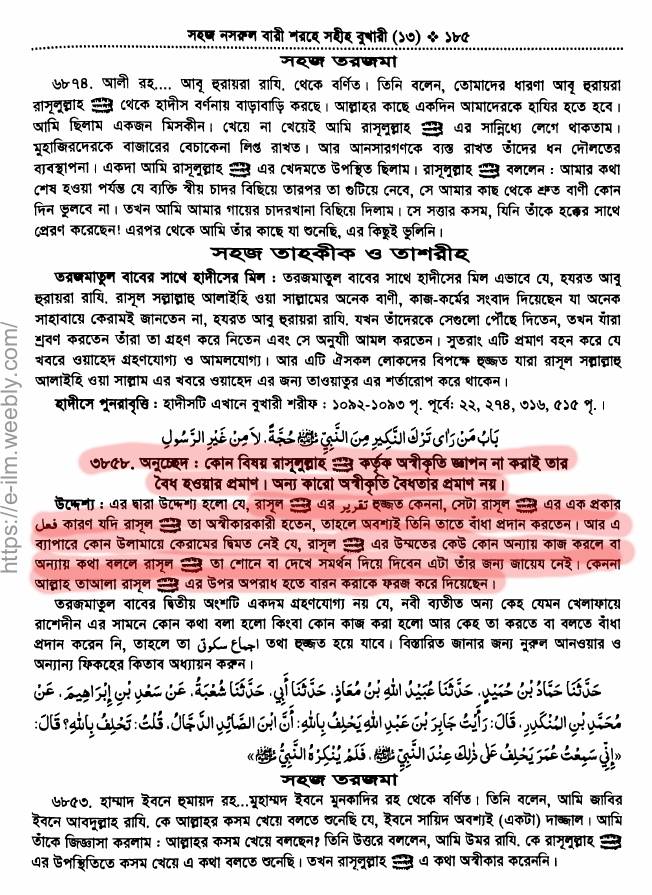 সহজ নসরুল বারী শরহে সহীহ বুখারী (১৩) ❖ ১৮৫
সহজ তরজমা
৬৮৭৪. আলী রহ.... আবূ হুরায়রা রাযি. থেকে বর্ণিত। তিনি বলেন, তোমাদের ধারণা আবূ হুরায়রা
রাসূলুল্লাহ ﷺ থেকে হাদীস বর্ণনায় বাড়াবাড়ি করছে। আল্লাহর কাছে একদিন আমাদেরকে হাযির হতে হবে।
আমি ছিলাম একজন মিসকীন। খেয়ে না খেয়েই আমি রাসূলুল্লাহ ﷺ এর সান্নিধ্যে লেগে থাকতাম।
মুহাজিরদেরকে বাজারের বেচাকেনা লিপ্ত রাখত। আর আনসারগণকে ব্যস্ত রাখত তাঁদের ধন দৌলতের
ব্যবস্থাপনা। একদা আমি রাসূলুল্লাহ ﷺ এর খেদমতে উপস্থিত ছিলাম। রাসূলুল্লাহ ﷺ বললেন : আমার কথা
শেষ হওয়া পর্যন্ত যে ব্যক্তি স্বীয় চাদর বিছিয়ে তারপর তা গুটিয়ে নেবে, সে আমার কাছ থেকে শ্রুত বাণী কোন
দিন ভুলবে না। তখন আমি আমার গায়ের চাদরখানা বিছিয়ে দিলাম। সে সত্তার কসম, যিনি তাঁকে হক্কের সাথে
প্রেরণ করেছেন! এরপর থেকে আমি তাঁর কাছে যা শুনেছি, এর কিছুই ভুলিনি।
সহজ তাহকীক ও তাশরীহ
তরজমাতুল বাবের সাথে হাদীসের মিল : তরজমাতুল বাবের সাথে হাদীসের মিল এভাবে যে, হযরত আবূ
হুরায়রা রাযি. রাসূল সল্লাল্লাহু আলাইহি ওয়া সাল্লামের অনেক বাণী, কাজ-কর্মের সংবাদ দিয়েছেন যা অনেক
সাহাবায়ে কেরামই জানতেন না, হযরত আবূ হুরায়রা রাযি. যখন তাঁদেরকে সেগুলো পৌঁছে দিতেন, তখন যাঁরা
শ্রবণ করতেন তাঁরা তা গ্রহণ করে নিতেন এবং সে অনুযায়ী আমল করতেন। সুতরাং এটি প্রমাণ বহন করে যে
খবরে ওয়াহেদ গ্রহণযোগ্য ও আমলযোগ্য। আর এটি ঐসকল লোকদের বিপক্ষে হুজ্জত যারা রাসূল সল্লাল্লাহু
আলাইহি ওয়া সাল্লাম এর খবরে ওয়াহেদ এর জন্য তাওয়াতুর এর শর্তারোপ করে থাকেন।
হাদীসে পুনরাবৃত্তি : হাদীসটি এখানে বুখারী শরীফ : ১০৯২-১০৯৩ পৃ. পূর্বে: ২২, ২৭৪, ৩১৬, ৫১৫ পৃ.।
بَابُ مَنْ رَأَى تَرْكَ النَّكِيرِ مِنَ النَّبِيِّ ﷺ حُجَّةً، لاَ مِنْ غَيْرِ الرَّسُولِ
৩৮৫৮. অনুচ্ছেদ : কোন বিষয় রাসূলুল্লাহ ﷺ কর্তৃক অস্বীকৃতি জ্ঞাপন না করাই তার
বৈধ হওয়ার প্রমাণ। অন্য কারো অস্বীকৃতি বৈধতার প্রমাণ নয়।
উদ্দেশ্য : এর দ্বারা উদ্দেশ্য হলো যে, রাসূল ﷺ এর تقرير হুজ্জত কেননা, সেটা রাসূল ﷺ এর এক প্রকার
فعل কারণ যদি রাসূল ﷺ তা অস্বীকারকারী হতেন, তাহলে অবশ্যই তিনি তাতে বাঁধা প্রদান করতেন। আর এ
ব্যাপারে কোন উলামায়ে কেরামের দ্বিমত নেই যে, রাসূল ﷺ এর উম্মতের কেউ কোন অন্যায় কাজ করলে বা
অন্যায় কথা বললে রাসূল ﷺ তা শোনে বা দেখে সমর্থন দিয়ে দিবেন এটা তাঁর জন্য জায়েয নেই। কেননা
আল্লাহ তাআলা রাসূল ﷺ এর উপর অপরাধ হতে বারন করাকে ফরজ করে দিয়েছেন।
তরজমাতুল বাবের দ্বিতীয় অংশটি একদম গ্রহণযোগ্য নয় যে, নবী ব্যতীত অন্য কেহ যেমন খেলাফায়ে
রাশেদীন এর সামনে কোন কথা বলা হলো কিংবা কোন কাজ করা হলো আর কেহ তা করতে বা বলতে বাঁধা
প্রদান করেন নি, তাহলে তা اجماع سكوتى তথা হুজ্জত হয়ে যাবে। বিস্তারিত জানার জন্য নূরুল আনওয়ার ও
অন্যান্য ফিকহের কিতাব অধ্যায়ন করুন।
حَدَّثَنَا حَمَّادُ بْنُ حُمَيْدٍ، حَدَّثَنَا عُبَيْدُ اللهِ بْنُ مُعَاذٍ، حَدَّثَنَا أَبِي، حَدَّثَنَا شُعْبَةُ، عَنْ سَعْدِ بْنِ إِبْرَاهِيمَ، عَنْ
مُحَمَّدِ بْنِ المُنْكَدِرِ، قَالَ: رَأَيْتُ جَابِرَ بْنَ عَبْدِ اللهِ يَحْلِفُ بِاللهِ: أَنَّ ابْنَ الصَّائِدِ الدَّجَّالُ، قُلْتُ: تَحْلِفُ بِاللهِ؟ قَالَ:
«إِنِّي سَمِعْتُ عُمَرَ يَحْلِفُ عَلَى ذَلِكَ عِنْدَ النَّبِيِّ ﷺ، فَلَمْ يُنْكِرْهُ النَّبِيُّ ﷺ»
সহজ তরজমা
৬৮৫৩. হাম্মাদ ইবনে হুমায়দ রহ...মুহাম্মদ ইবনে মুনকাদির রহ থেকে বর্ণিত। তিনি বলেন, আমি জাবির
ইবনে আবদুল্লাহ রাযি. কে আল্লাহর কসম খেয়ে বলতে শুনেছি যে, ইবনে সায়িদ অবশ্যই (একটা) দাজ্জাল। আমি
তাঁকে জিজ্ঞাসা করলাম : আল্লাহর কসম খেয়ে বলছেন? তিনি উত্তরে বললেন, আমি উমর রাযি. কে রাসূলুল্লাহ ﷺ
এর উপস্থিতিতে কসম খেয়ে এ কথা বলতে শুনেছি। তখন রাসূলুল্লাহ ﷺ এ কথা অস্বীকার করেননি।
https://e-ilm.weebly.com/